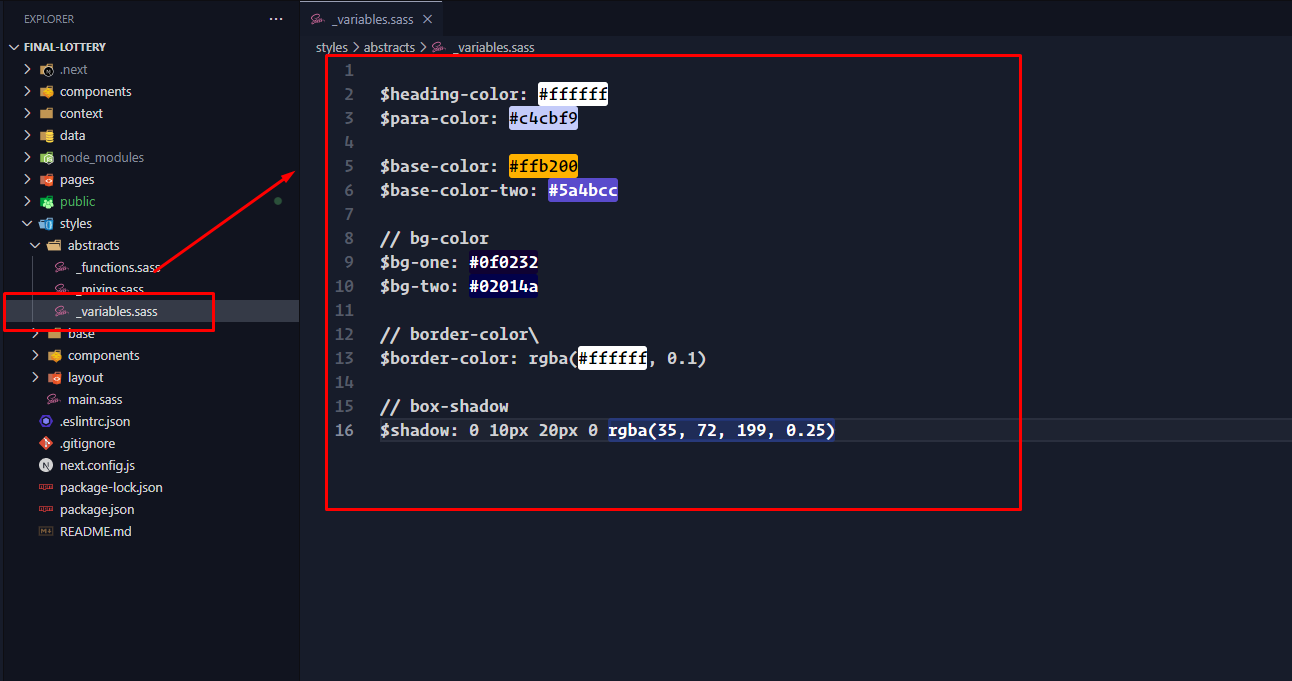 EXPLORER
FINAL-LOTTERY
.next
components
context
data
node_modules
pages
public
styles
abstracts
_functions.sass
_mixins.sass
_variables.sass
base
components
layout
main.sass
.eslintrc.json
.gitignore
next.config.js
package-lock.json
package.json
README.md
_variables.sass
styles > abstracts > _variables.sass
1
2 $heading-color: #ffffff
3 $para-color: #c4cbf9
4
5 $base-color: #ffb200
6 $base-color-two: #5a4bcc
7
8 // bg-color
9 $bg-one: #0f0232
10 $bg-two: #02014a
11
12 // border-color\
13 $border-color: rgba(#ffffff, 0.1)
14
15 // box-shadow
16 $shadow: 0 10px 20px 0 rgba(35, 72, 199, 0.25)